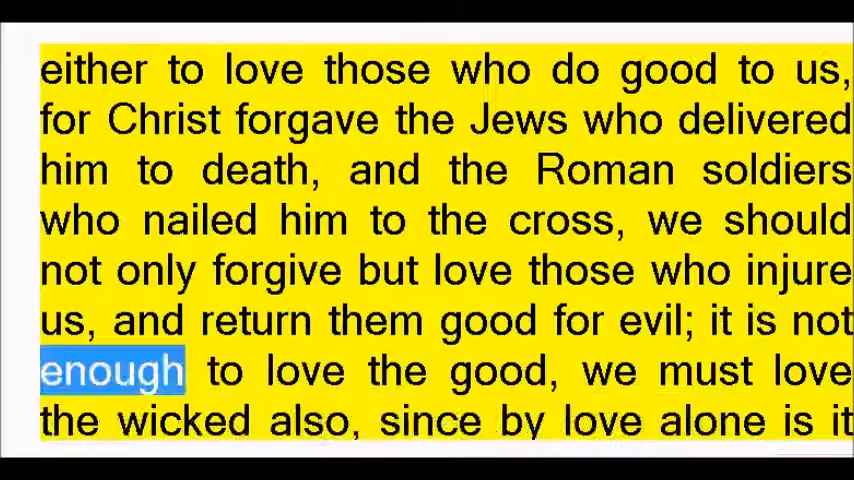 either to love those who do good to us,
for Christ forgave the Jews who delivered
him to death, and the Roman soldiers
who nailed him to the cross, we should
not only forgive but love those who injure
us, and return them good for evil; it is not
enough to love the good, we must love
the wicked also, since by love alone is it